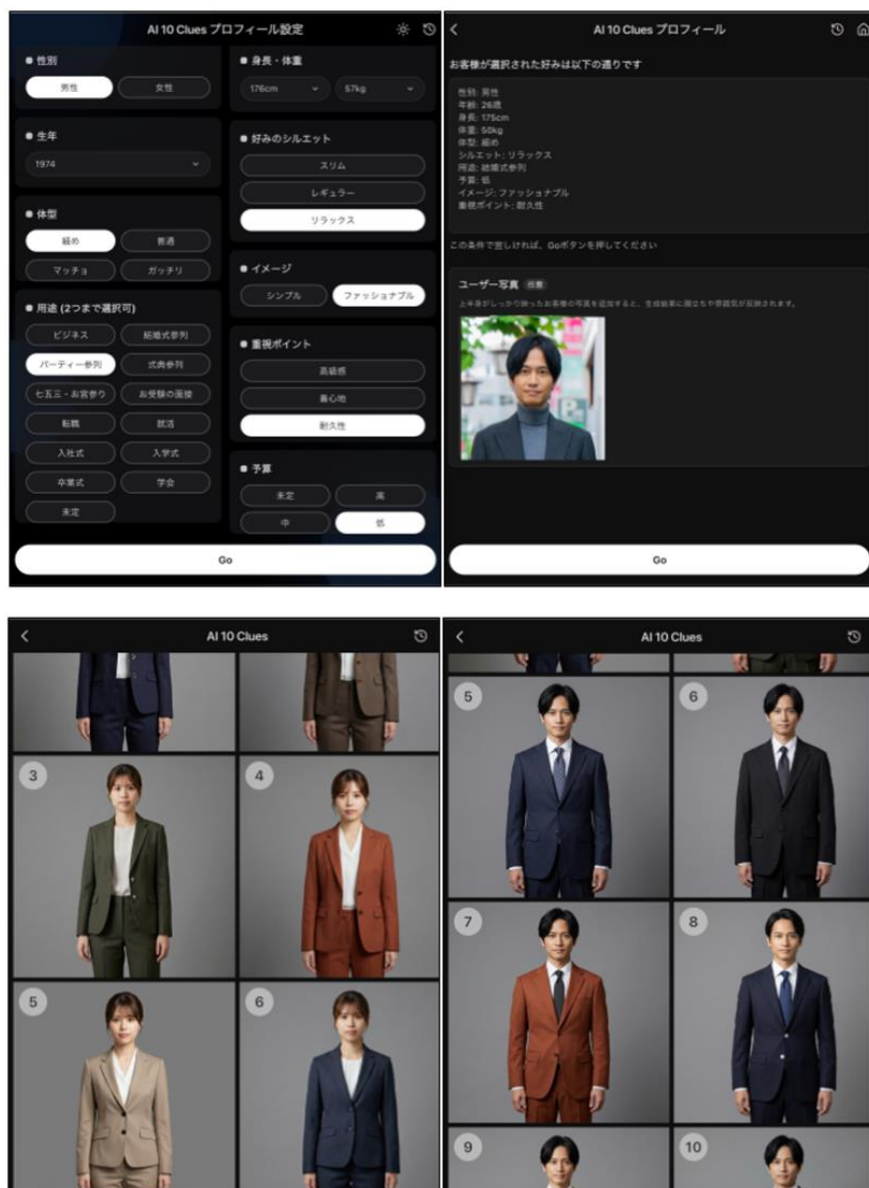 AI 10 Clues プロフィール設定
性別
男性
女性
生年
1974
体型
細め
普通
マッチョ
ガッチリ
用途 (2つまで選択可)
ビジネス
結婚式参列
パーティー参列
式典参列
七五三・お宮参り
お受験の面接
転職
就活
入社式
入学式
卒業式
学会
未定
身長・体重
176cm
57kg
好みのシルエット
スリム
レギュラー
リラックス
イメージ
シンプル
ファッショナブル
重視ポイント
高級感
着心地
耐久性
予算
未定
高
中
低
Go
AI 10 Clues プロフィール
お客様が選択された好みは以下の通りです
性別: 男性
年齢: 26歳
身長: 175cm
体重: 50kg
体型: 細め
シルエット: リラックス
用途: 結婚式参列
予算: 低
イメージ: ファッショナブル
重視ポイント: 耐久性
この条件で宜しければ、Goボタンを押してください
ユーザー写真 任意
上半身がしっかり映ったお客様の写真を追加すると、生成結果に顔立ちや雰囲気が反映されます。
Go
AI 10 Clues
3
4
5
6
AI 10 Clues
5
6
7
8
9
10